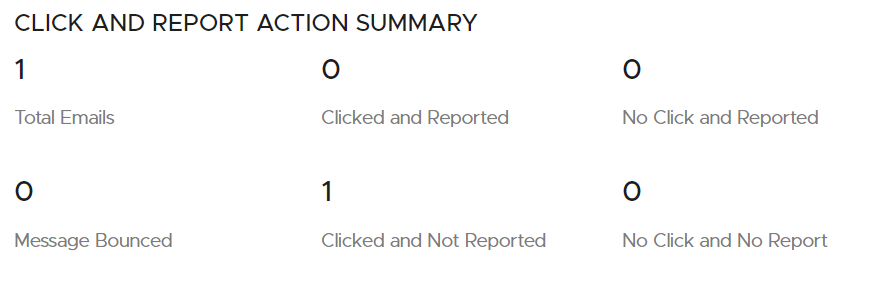 CLICK AND REPORT ACTION SUMMARY
1
Total Emails
0
Clicked and Reported
0
No Click and Reported
0
Message Bounced
1
Clicked and Not Reported
0
No Click and No Report